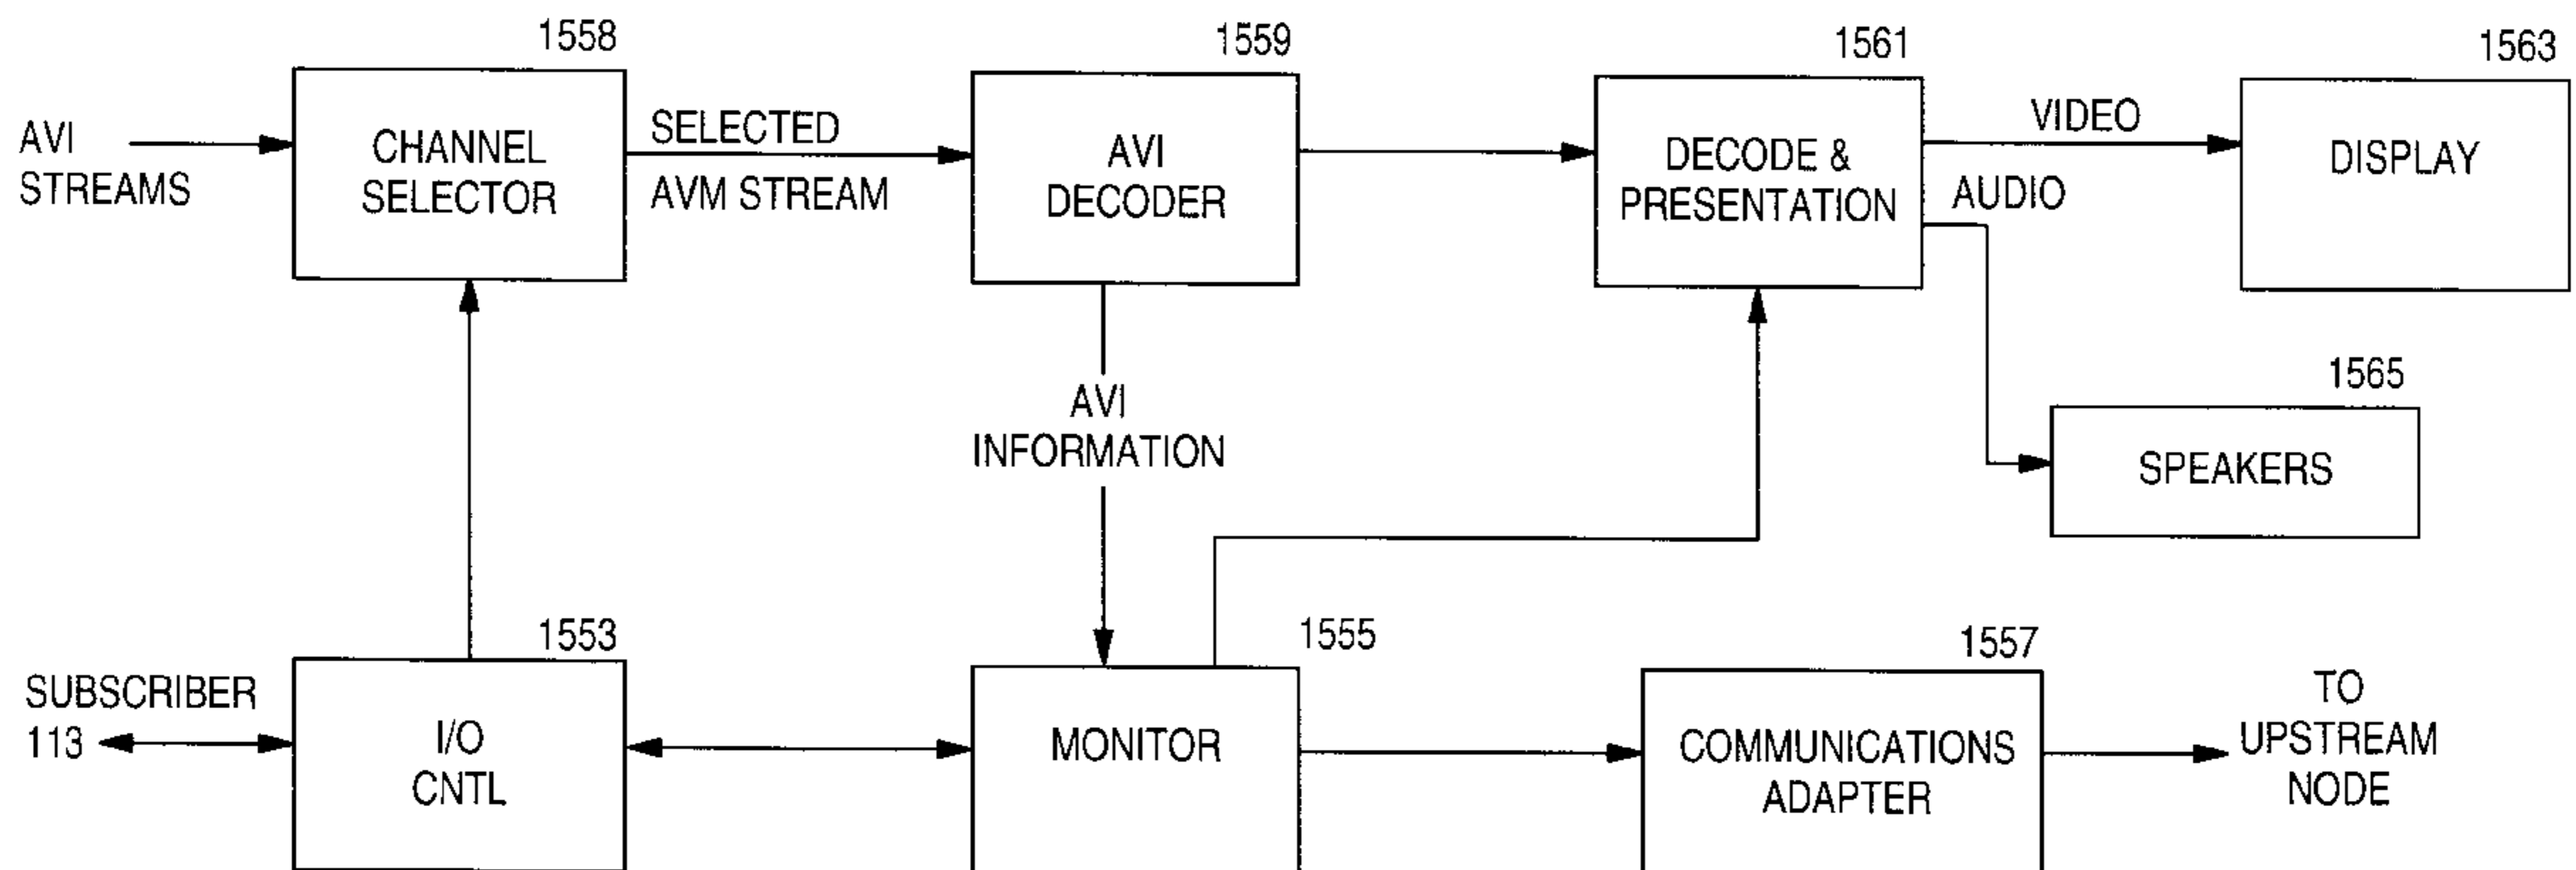 1558
1559
1561
1563
AVI
STREAMS
CHANNEL
SELECTOR
SELECTED
AVM STREAM
AVI
DECODER
DECODE &
PRESENTATION
VIDEO
AUDIO
DISPLAY
AVI
INFORMATION
1565
SPEAKERS
1553
1555
1557
SUBSCRIBER
113
I/O
CNTL
MONITOR
COMMUNICATIONS
ADAPTER
TO
UPSTREAM
NODE